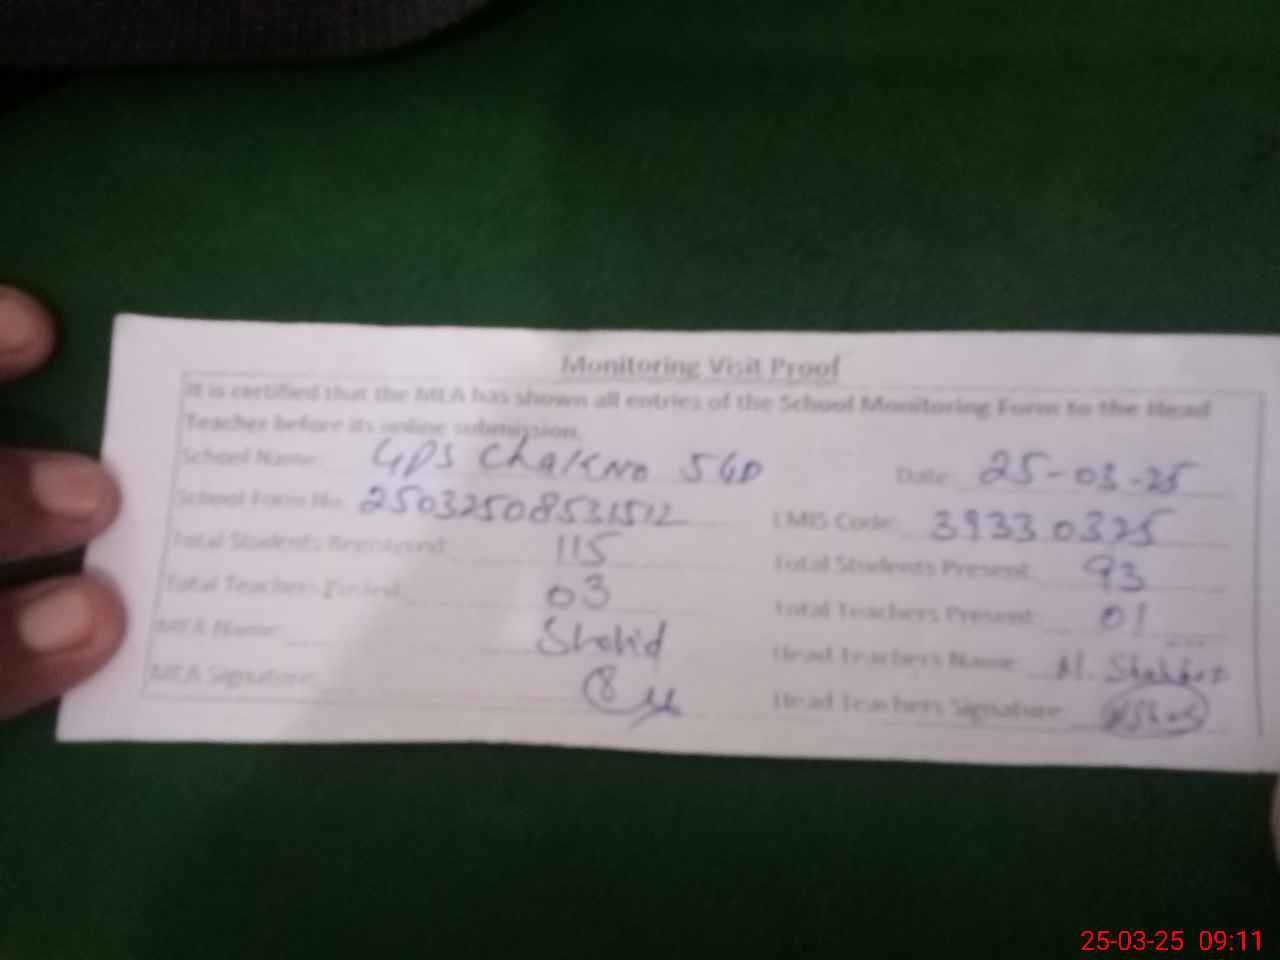 Monitoring Visit Proof
It is certified that the MEA has shown all entries of the School Monitoring Form to the Head
Teacher before its online submission.
School Name: GPS Chak No 5GD Date: 25-03-25
School Form No: 25032508531512 EMIS Code: 39330325
Total Students Registered: 115 Total Students Present: 93
Total Teachers Posted: 03 Total Teachers Present: 01
MEA Name: Shahid Head Teachers Name: M.
MEA Signature: Head Teachers Signature:
25-03-25 09:11